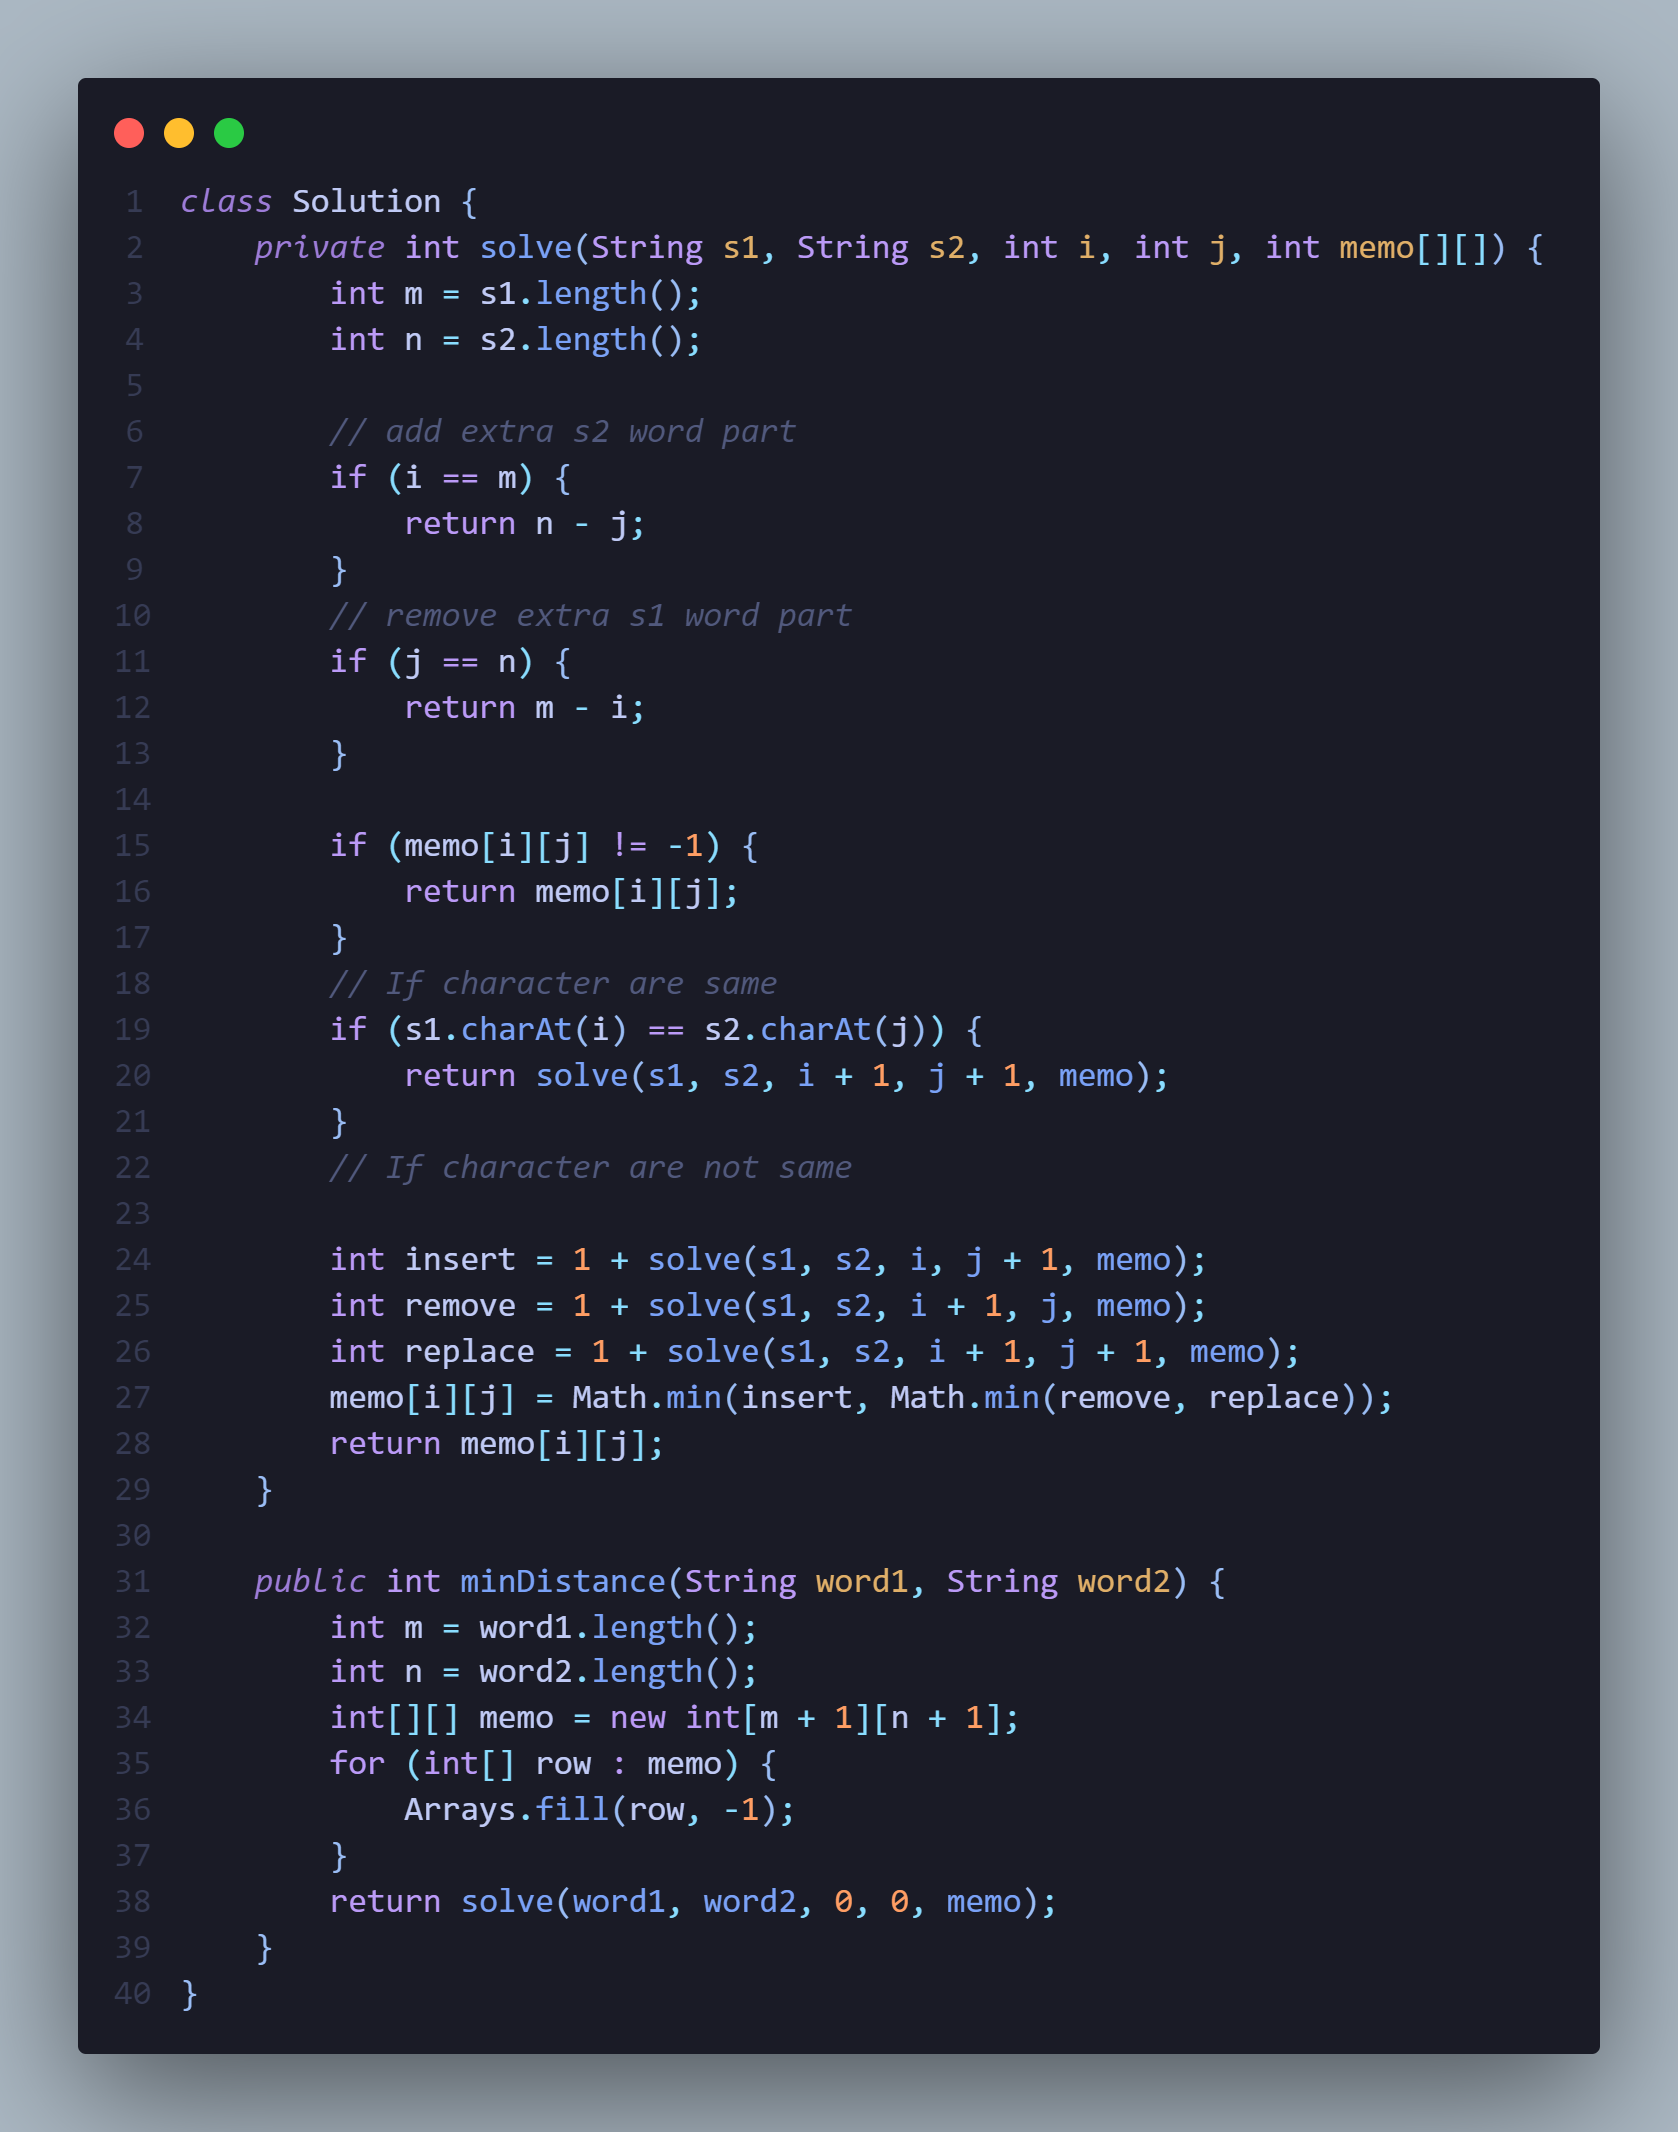 1 class Solution {
2     private int solve(String s1, String s2, int i, int j, int memo[][]) {
3         int m = s1.length();
4         int n = s2.length();
5
6         // add extra s2 word part
7         if (i == m) {
8             return n - j;
9         }
10         // remove extra s1 word part
11         if (j == n) {
12             return m - i;
13         }
14
15         if (memo[i][j] != -1) {
16             return memo[i][j];
17         }
18         // If character are same
19         if (s1.charAt(i) == s2.charAt(j)) {
20             return solve(s1, s2, i + 1, j + 1, memo);
21         }
22         // If character are not same
23
24         int insert = 1 + solve(s1, s2, i, j + 1, memo);
25         int remove = 1 + solve(s1, s2, i + 1, j, memo);
26         int replace = 1 + solve(s1, s2, i + 1, j + 1, memo);
27         memo[i][j] = Math.min(insert, Math.min(remove, replace));
28         return memo[i][j];
29     }
30
31     public int minDistance(String word1, String word2) {
32         int m = word1.length();
33         int n = word2.length();
34         int[][] memo = new int[m + 1][n + 1];
35         for (int[] row : memo) {
36             Arrays.fill(row, -1);
37         }
38         return solve(word1, word2, 0, 0, memo);
39     }
40 }